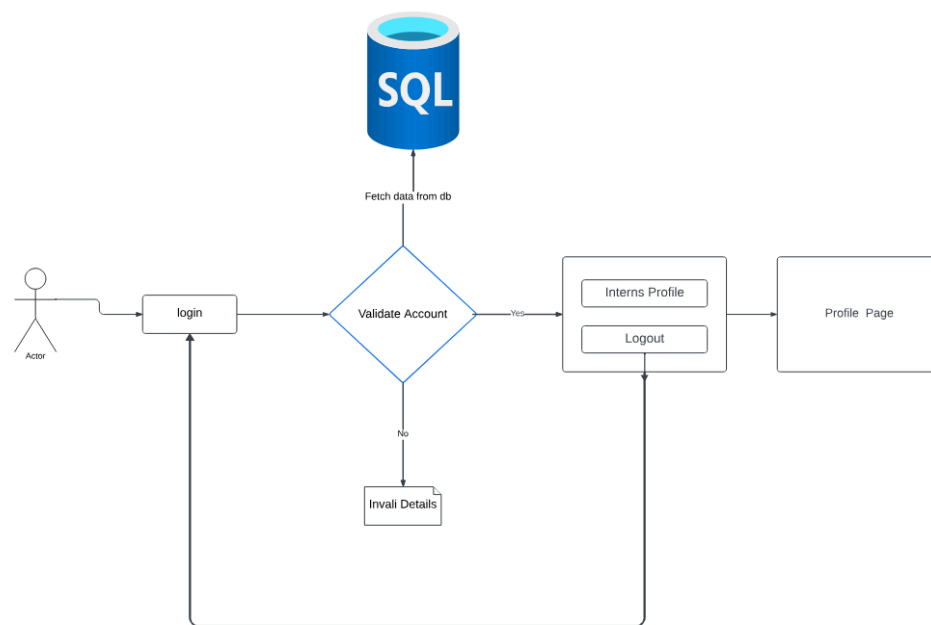 SQL
Fetch data from db
Actor
login
Validate Account
Yes
Interns Profile
Logout
Profile Page
No
Invali Details